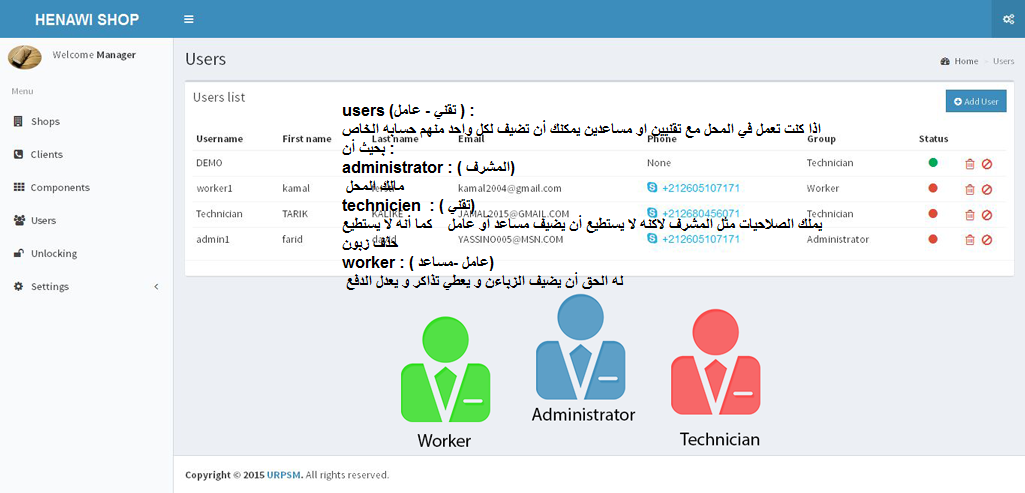 HENAWI SHOP
Welcome Manager
Menu
Shops
Clients
Components
Users
Unlocking
Settings
Users
Home > Users
Users list
Add User
users (تقني - عامل ) :
اذا كنت تعمل في المحل مع تقنيين او مساعدين يمكنك أن تضيف لكل واحد منهم حسابه الخاص
بحيث أن :
Username First name Last name Email Phone Group Status
DEMO None Technician
administrator : ( المشرف)
worker1 kamal kamal2004@gmail.com +212605107171 Worker
مالك المحل
technicien : ( تقني)
Technician TARIK KALIKE JAMAL2015@GMAIL.COM +212680456071 Technician
يملك الصلاحيات مثل المشرف لاكنه لا يستطيع أن يضيف مساعد او عامل كما أنه لا يستطيع
admin1 farid YASSINO005@MSN.COM +212605107171 Administrator
حذف زبون
worker : ( عامل -مساعد)
له الحق أن يضيف الزباءن و يعطي تذاكر و يعدل الدفع
Worker
Administrator
Technician
Copyright © 2015 URPSM. All rights reserved.